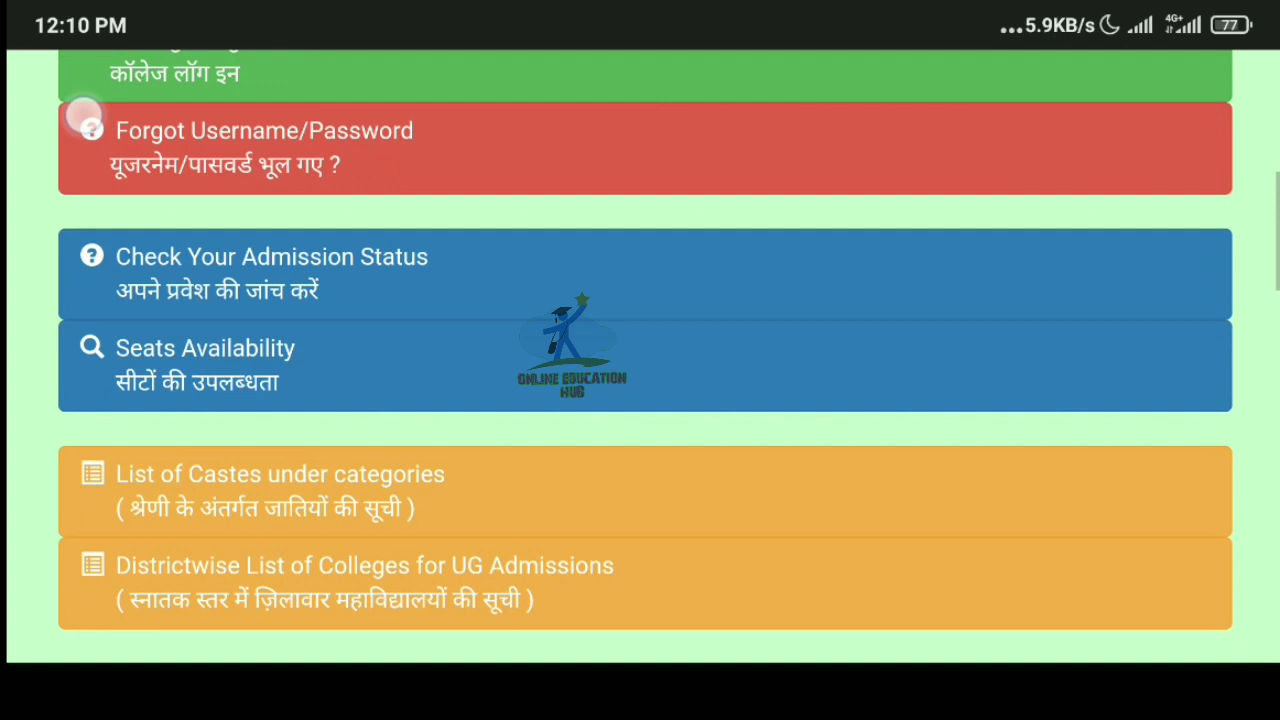 12:10 PM
...5.9KB/s
4G+
77
कॉलेज लॉग इन
Forgot Username/Password
यूजरनेम/पासवर्ड भूल गए ?
Check Your Admission Status
अपने प्रवेश की जांच करें
Seats Availability
सीटों की उपलब्धता
ONLINE EDUCATION
HUB
List of Castes under categories
( श्रेणी के अंतर्गत जातियों की सूची )
Districtwise List of Colleges for UG Admissions
( स्नातक स्तर में ज़िलावार महाविद्यालयों की सूची )